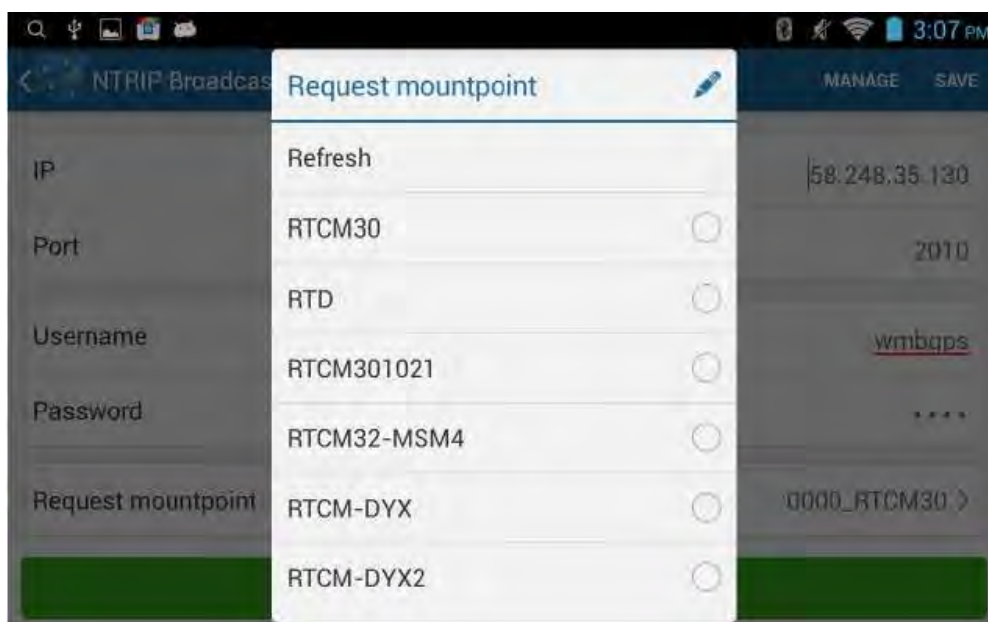 3:07 PM
NTRIP Broadcas
MANAGE SAVE
Request mountpoint
Refresh
RTCM30
RTD
RTCM301021
RTCM32-MSM4
RTCM-DYX
RTCM-DYX2
IP
58.248.35.130
Port
2010
Username
wmbgps
Password
****
Request mountpoint
0000_RTCM30 >